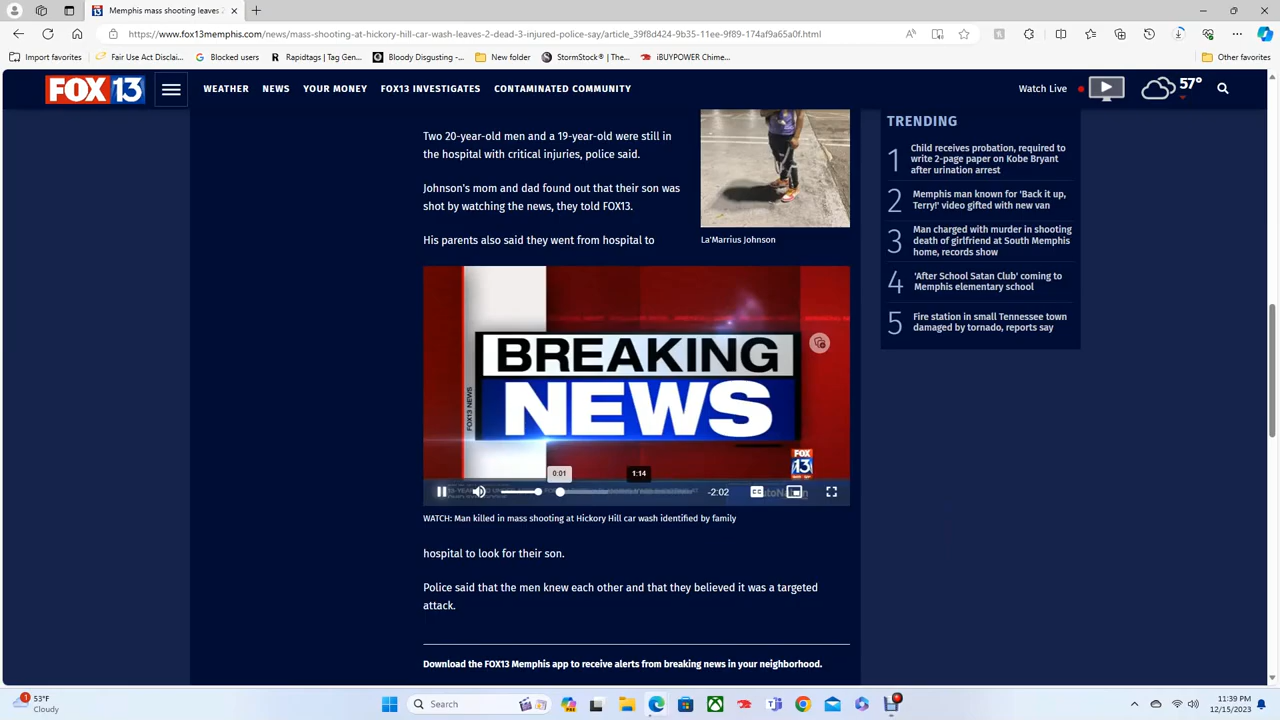 Memphis mass shooting leaves 2
https://www.fox13memphis.com/news/mass-shooting-at-hickory-hill-car-wash-leaves-2-dead-3-injured-police-say/article_39f8d424-9b35-11ee-9f89-174af9a65a0f.html
Import favorites
Fair Use Act Disclai...
Blocked users
Rapidtags | Tag Gen...
Bloody Disgusting -...
New folder
StormStock® | The...
iBUYPOWER Chime...
Other favorites
FOX 13
WEATHER
NEWS
YOUR MONEY
FOX13 INVESTIGATES
CONTAMINATED COMMUNITY
Watch Live
57°
Two 20-year-old men and a 19-year-old were still in
the hospital with critical injuries, police said.
Johnson's mom and dad found out that their son was
shot by watching the news, they told FOX13.
His parents also said they went from hospital to
La'Marrius Johnson
BREAKING
NEWS
FOX13 NEWS
FOX
13
0:01
1:14
-2:02
CC
WATCH: Man killed in mass shooting at Hickory Hill car wash identified by family
hospital to look for their son.
Police said that the men knew each other and that they believed it was a targeted
attack.
Download the FOX13 Memphis app to receive alerts from breaking news in your neighborhood.
TRENDING
1
Child receives probation, required to
write 2-page paper on Kobe Bryant
after urination arrest
2
Memphis man known for 'Back it up,
Terry!' video gifted with new van
3
Man charged with murder in shooting
death of girlfriend at South Memphis
home, records show
4
'After School Satan Club' coming to
Memphis elementary school
5
Fire station in small Tennessee town
damaged by tornado, reports say
1
53°F
Cloudy
Search
11:39 PM
12/15/2023